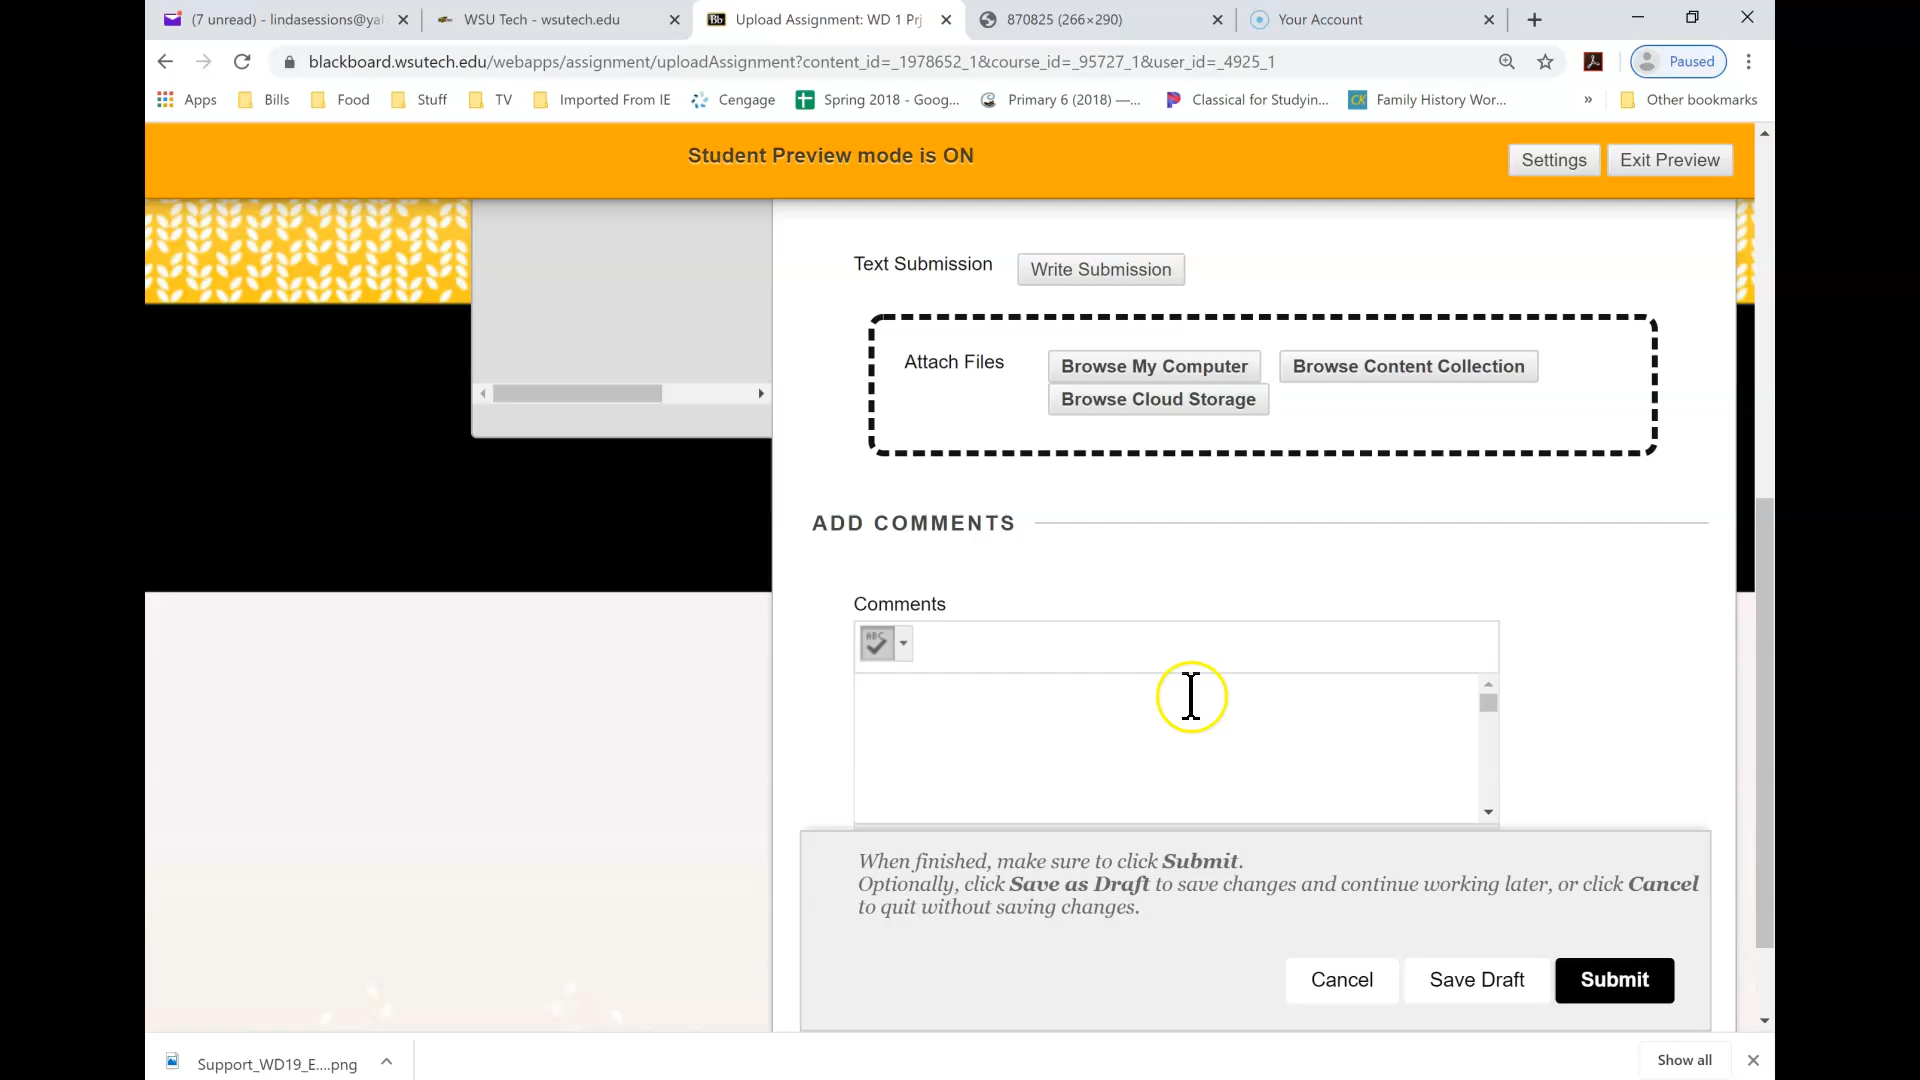 (7 unread) - lindasessions@yah
WSU Tech - wsutech.edu
Bb
Upload Assignment: WD 1 Prj
870825 (266×290)
Your Account
blackboard.wsutech.edu/webapps/assignment/uploadAssignment?content_id=_1978652_1&course_id=_95727_1&user_id=_4925_1
Paused
Apps
Bills
Food
Stuff
TV
Imported From IE
Cengage
Spring 2018 - Goog...
Primary 6 (2018) —...
Classical for Studyin...
CK
Family History Wor...
»
Other bookmarks
Student Preview mode is ON
Settings
Exit Preview
Text Submission
Write Submission
Attach Files
Browse My Computer
Browse Content Collection
Browse Cloud Storage
ADD COMMENTS
Comments
ABC
When finished, make sure to click Submit.
Optionally, click Save as Draft to save changes and continue working later, or click Cancel
to quit without saving changes.
Cancel
Save Draft
Submit
Support_WD19_E....png
Show all